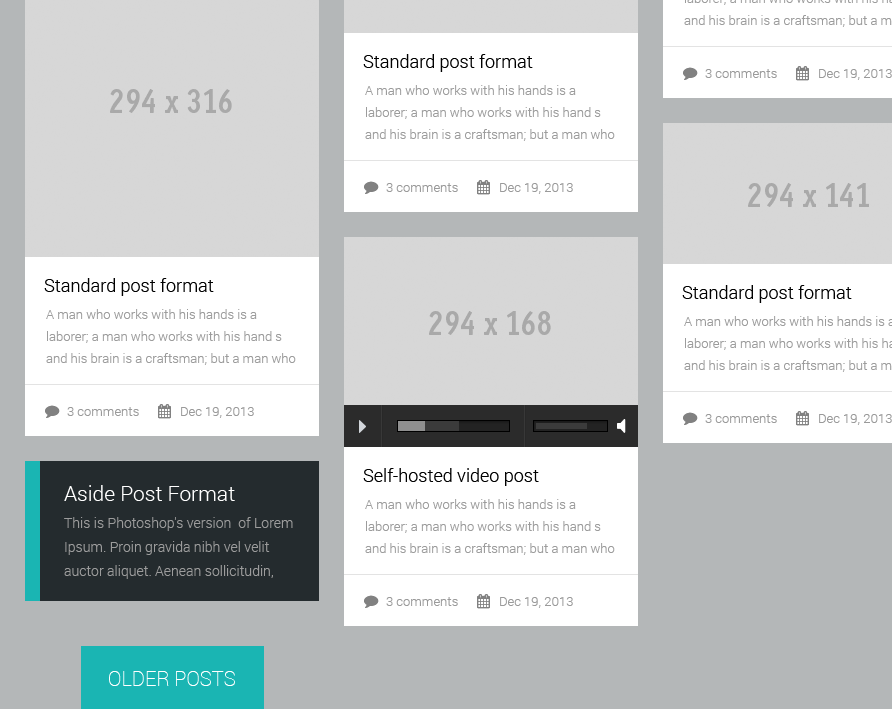 294 x 316
Standard post format
A man who works with his hands is a
laborer; a man who works with his hand s
and his brain is a craftsman; but a man who
3 comments Dec 19, 2013
Aside Post Format
This is Photoshop's version of Lorem
Ipsum. Proin gravida nibh vel velit
auctor aliquet. Aenean sollicitudin,
OLDER POSTS
Standard post format
A man who works with his hands is a
laborer; a man who works with his hand s
and his brain is a craftsman; but a man who
3 comments Dec 19, 2013
294 x 168
Self-hosted video post
A man who works with his hands is a
laborer; a man who works with his hand s
and his brain is a craftsman; but a man who
3 comments Dec 19, 2013
and his brain is a craftsman; but a m
3 comments Dec 19, 2013
294 x 141
Standard post format
A man who works with his hands is a
laborer; a man who works with his ha
and his brain is a craftsman; but a m
3 comments Dec 19, 2013